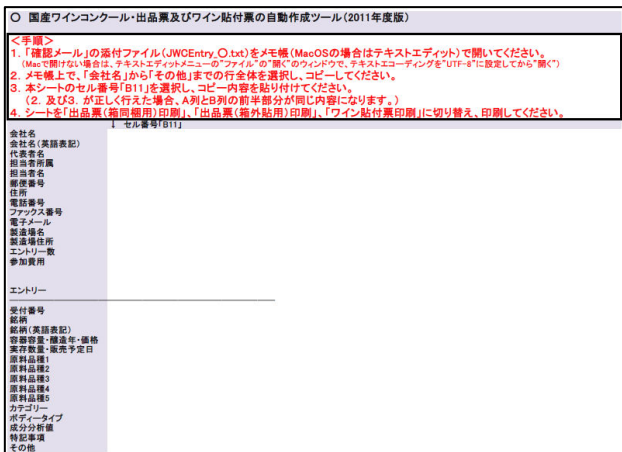 ○ 国産ワインコンクール・出品票及びワイン貼付票の自動作成ツール(2011年度版)
<手順>
1. 「確認メール」の添付ファイル(JWCEntry_○.txt)をメモ帳(MacOSの場合はテキストエディット)で開いてください。
(Macで開けない場合は、テキストエディットメニューの"ファイル"の"開く"のウィンドウで、テキストエコーディングを"UTF-8"に設定してから"開く")
2. メモ帳上で、「会社名」から「その他」までの行全体を選択し、コピーしてください。
3. 本シートのセル番号「B11」を選択し、コピー内容を貼り付けてください。
(2. 及び3. が正しく行えた場合、A列とB列の前半部分が同じ内容になります。)
4. シートを「出品票(箱同梱用)印刷」、「出品票(箱外貼用)印刷」、「ワイン貼付票印刷」に切り替え、印刷してください。
↓ セル番号「B11」
会社名
会社名(英語表記)
代表者名
担当者所属
担当者名
郵便番号
住所
電話番号
ファックス番号
電子メール
製造場名
製造場住所
エントリー数
参加費用
エントリー
受付番号
銘柄
銘柄(英語表記)
容器容量・醸造年・価格
実存数量・販売予定日
原料品種1
原料品種2
原料品種3
原料品種4
原料品種5
カテゴリー
ボディータイプ
成分分析値
特記事項
その他